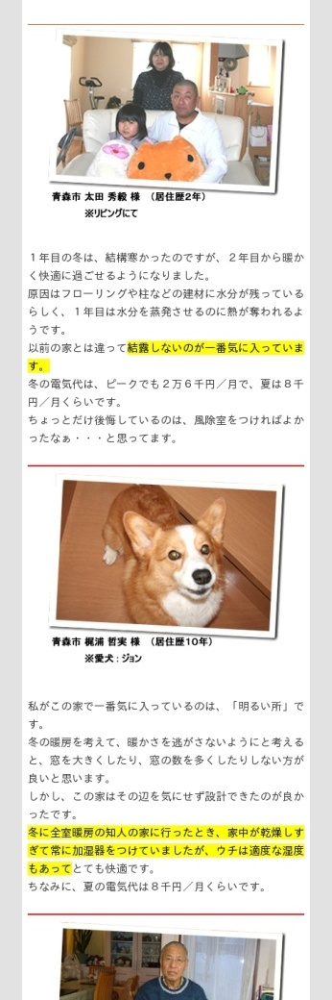 青森市 太田 秀毅 様 （居住歴2年）
※リビングにて
１年目の冬は、結構寒かったのですが、２年目から暖か
く快適に過ごせるようになりました。
原因はフローリングや柱などの建材に水分が残っている
らしく、１年目は水分を蒸発させるのに熱が奪われるよ
うです。
以前の家とは違って結露しないのが一番気に入っていま
す。
冬の電気代は、ピークでも２万６千円／月で、夏は８千
円／月くらいです。
ちょっとだけ後悔しているのは、風除室をつければよか
ったなぁ・・・と思ってます。
青森市 梶浦 哲実 様 （居住歴10年）
※愛犬：ジョン
私がこの家で一番気に入っているのは、「明るい所」で
す。
冬の暖房を考えて、暖かさを逃がさないようにと考える
と、窓を大きくしたり、窓の数を多くしたりしない方が
良いと思います。
しかし、この家はその辺を気にせず設計できたのが良か
ったです。
冬に全室暖房の知人の家に行ったとき、家中が乾燥しす
ぎて常に加湿器をつけていましたが、ウチは適度な湿度
もあってとても快適です。
ちなみに、夏の電気代は８千円／月くらいです。